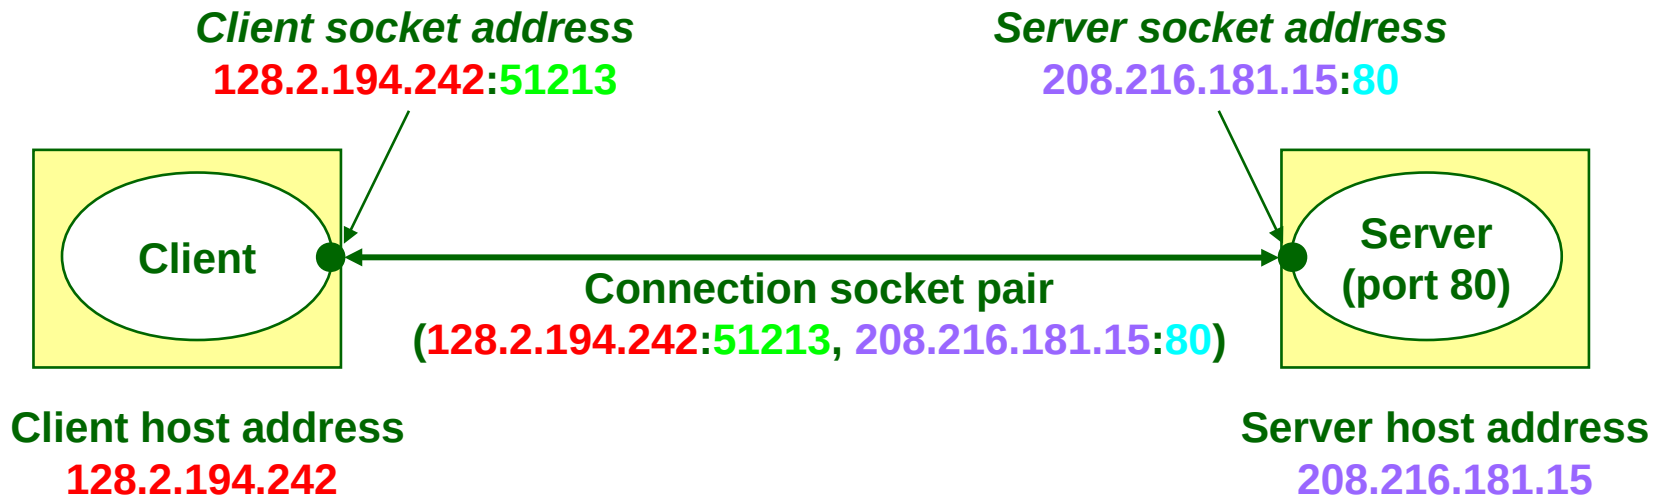 Client socket address
128.2.194.242:51213
Server socket address
208.216.181.15:80
Client
Server
(port 80)
Connection socket pair
(128.2.194.242:51213, 208.216.181.15:80)
Client host address
128.2.194.242
Server host address
208.216.181.15